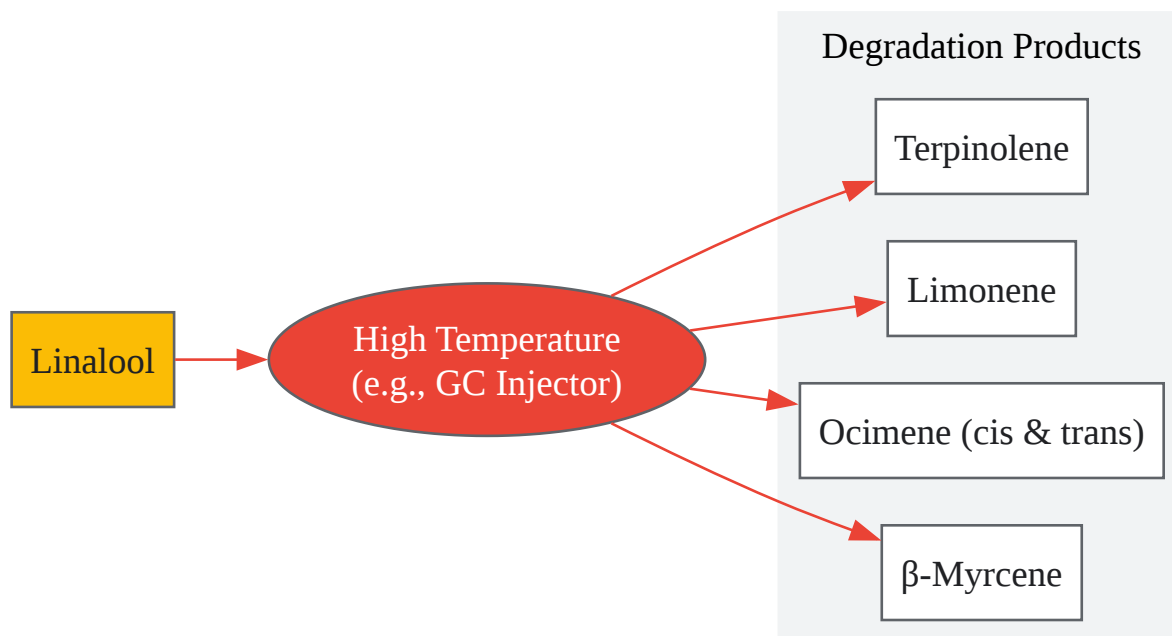 Degradation Products
Terpinolene
Limonene
Linalool
High Temperature
(e.g., GC Injector)
Ocimene (cis & trans)
β-Myrcene